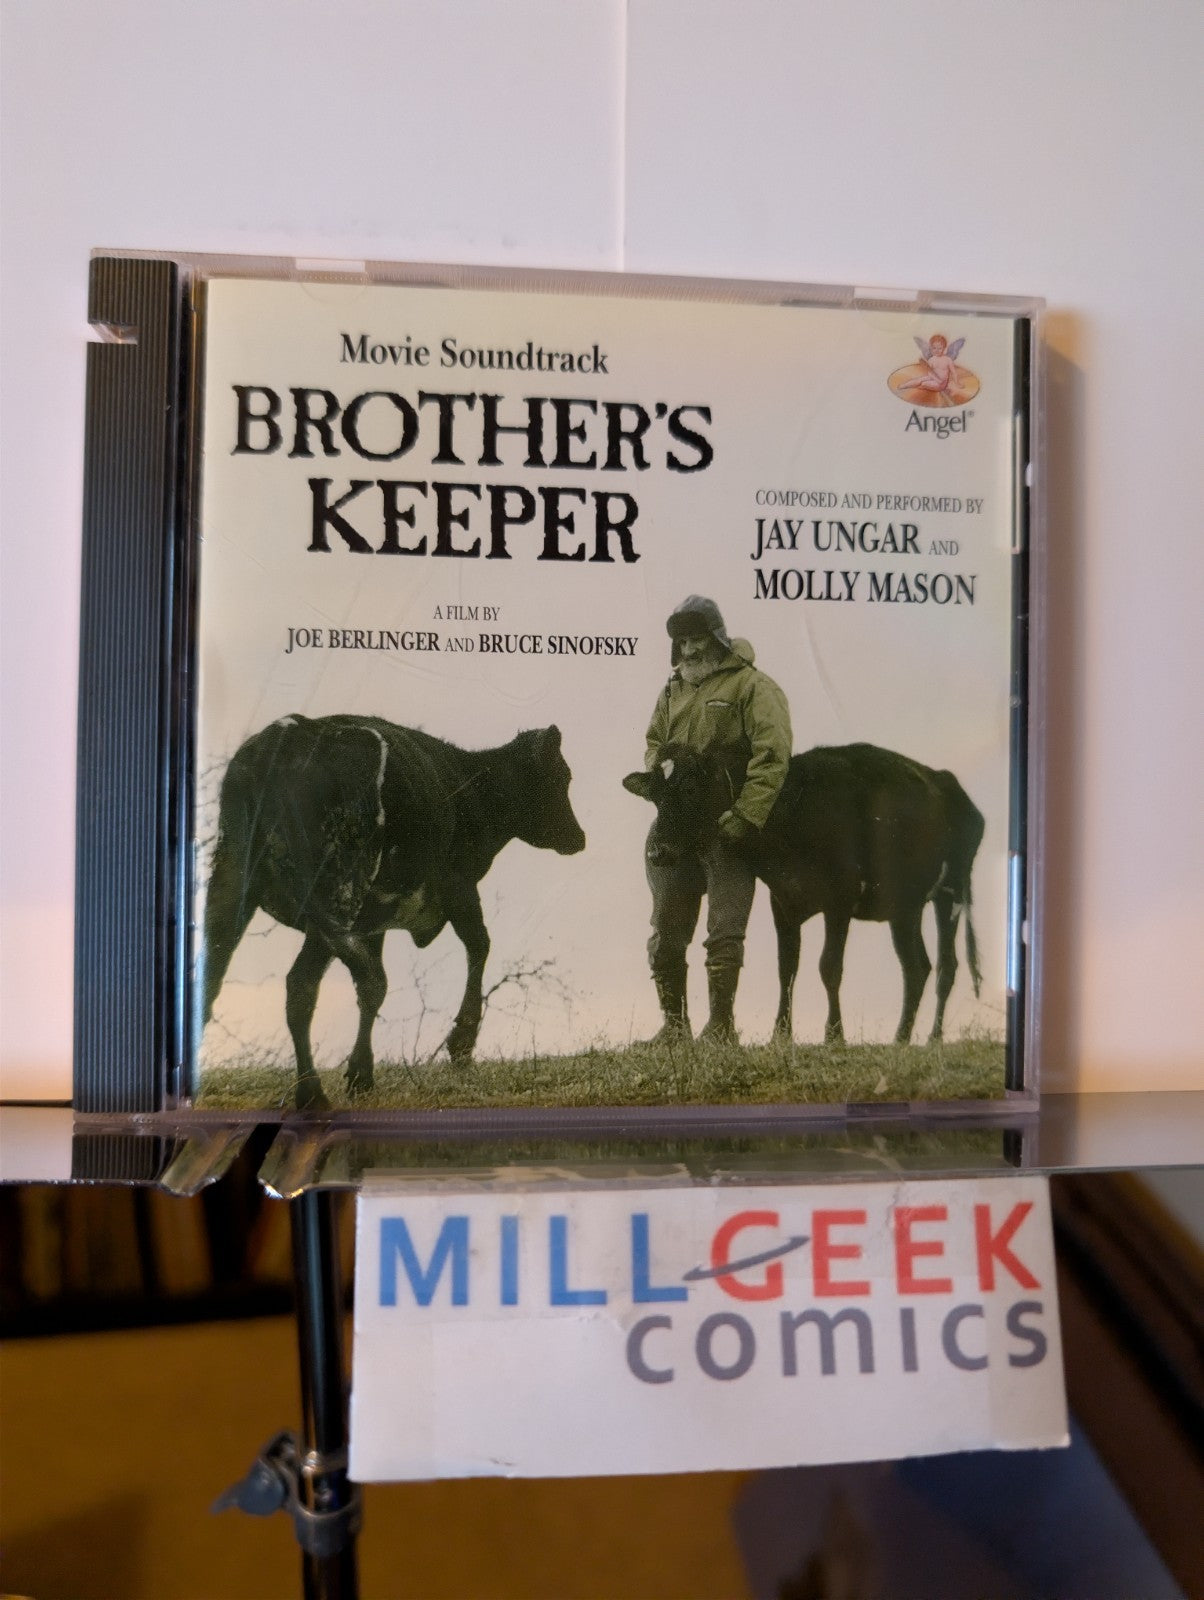 Movie Soundtrack
BROTHER'S
KEEPER
Angel®
COMPOSED AND PERFORMED BY
JAY UNGAR AND
MOLLY MASON
A FILM BY
JOE BERLINGER AND BRUCE SINOFSKY
MILLGEEK
comics